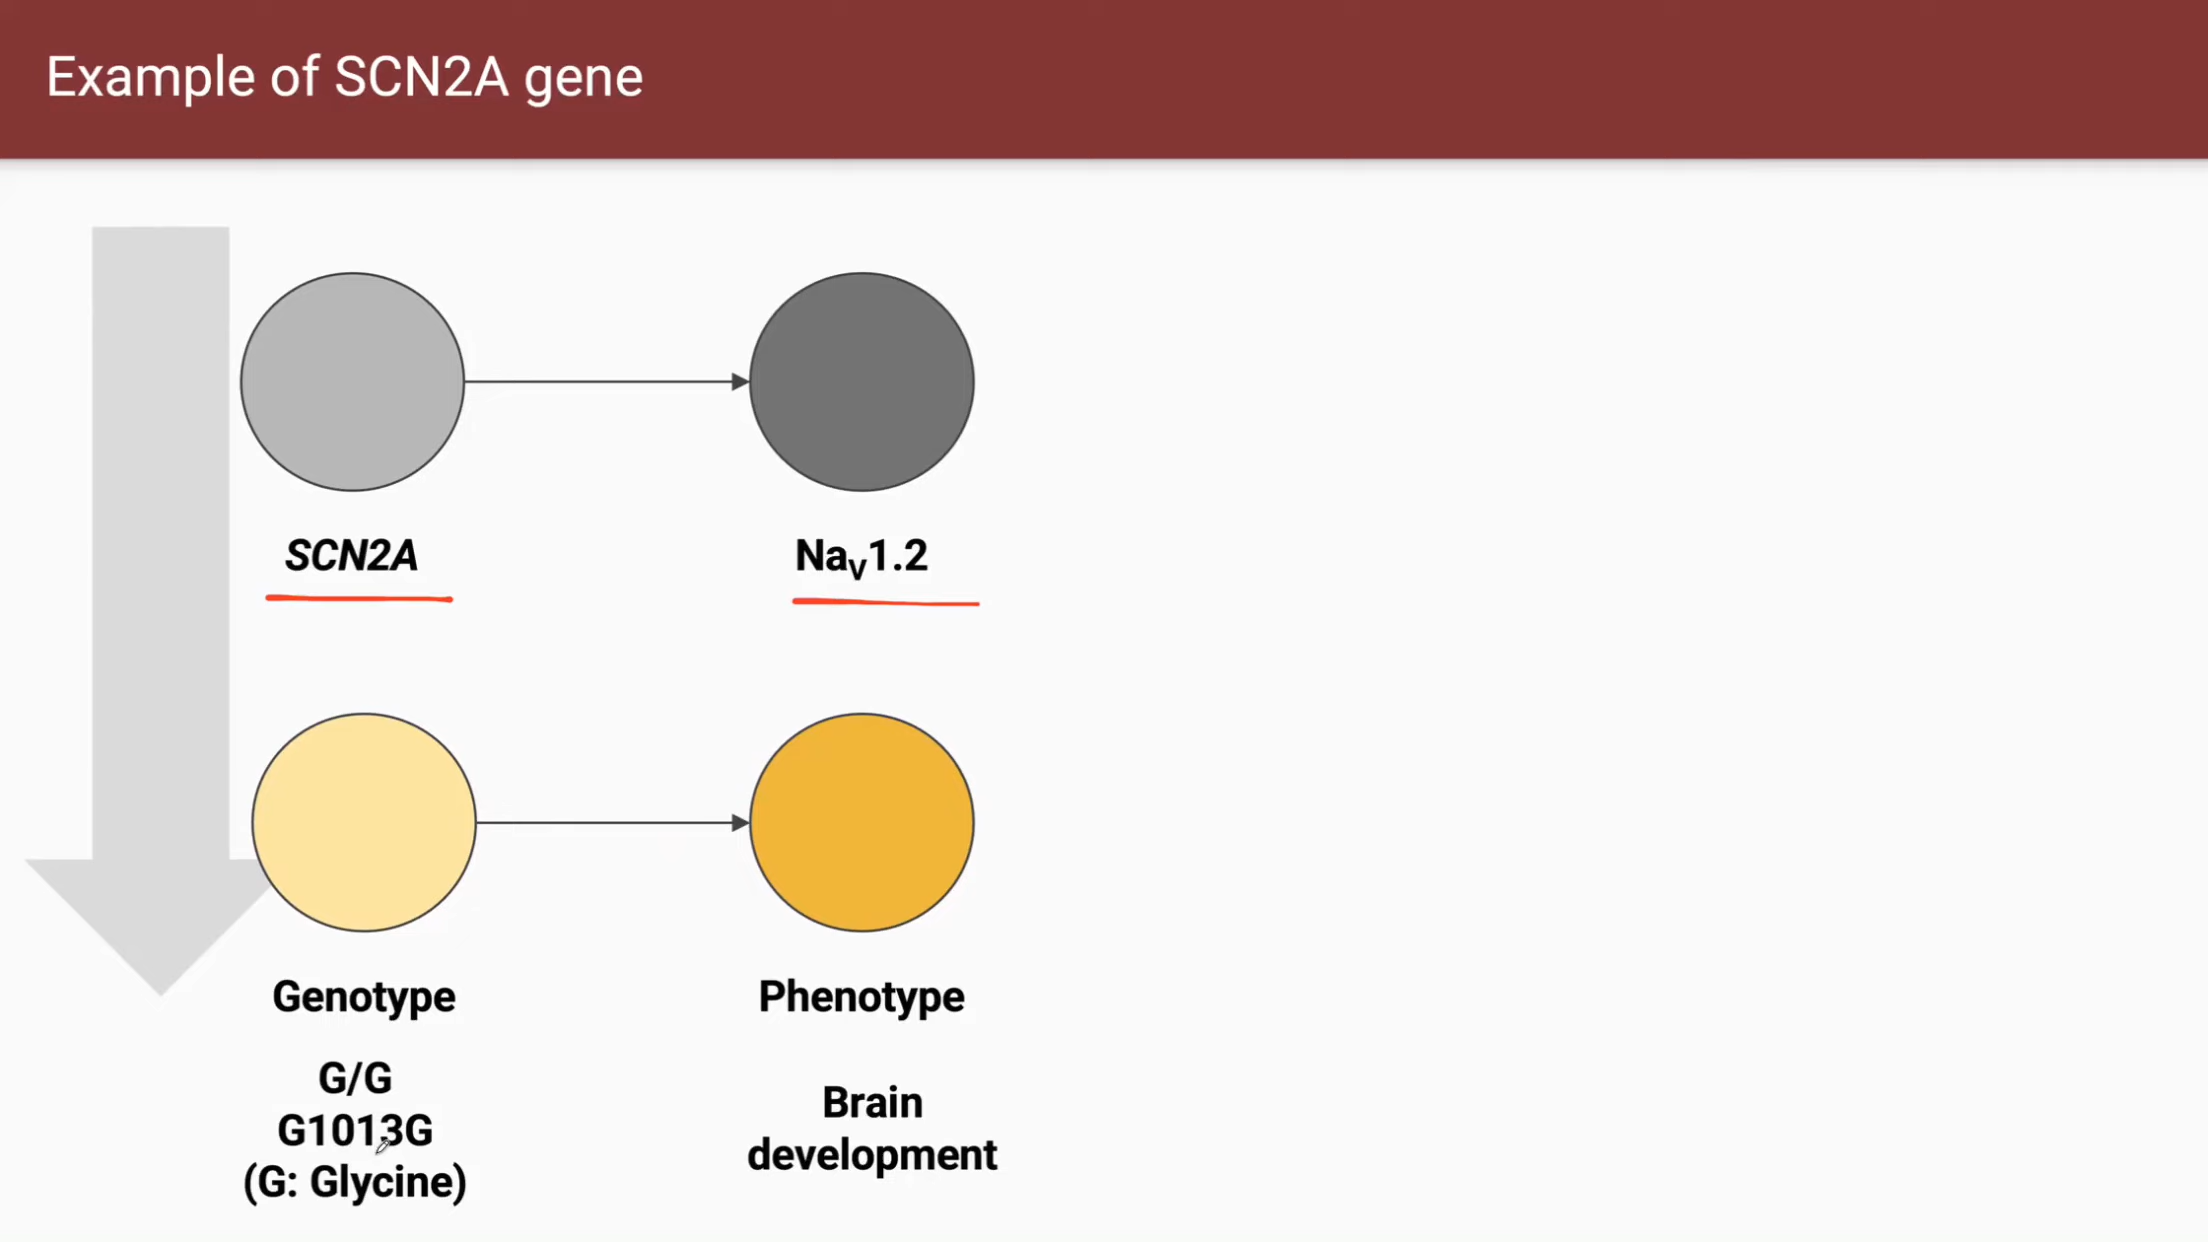 Example of SCN2A gene
SCN2A
NaV1.2
Genotype
Phenotype
G/G
G1013G
(G: Glycine)
Brain
development